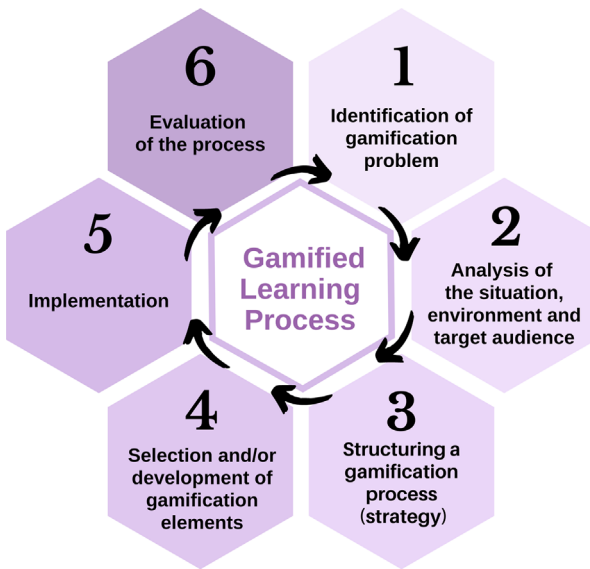 1
Identification of
gamification
problem
2
Analysis of
the situation,
environment and
target audience
3
Structuring a
gamification
process
(strategy)
4
Selection and/or
development of
gamification
elements
5
Implementation
6
Evaluation
of the process
Gamified
Learning
Process